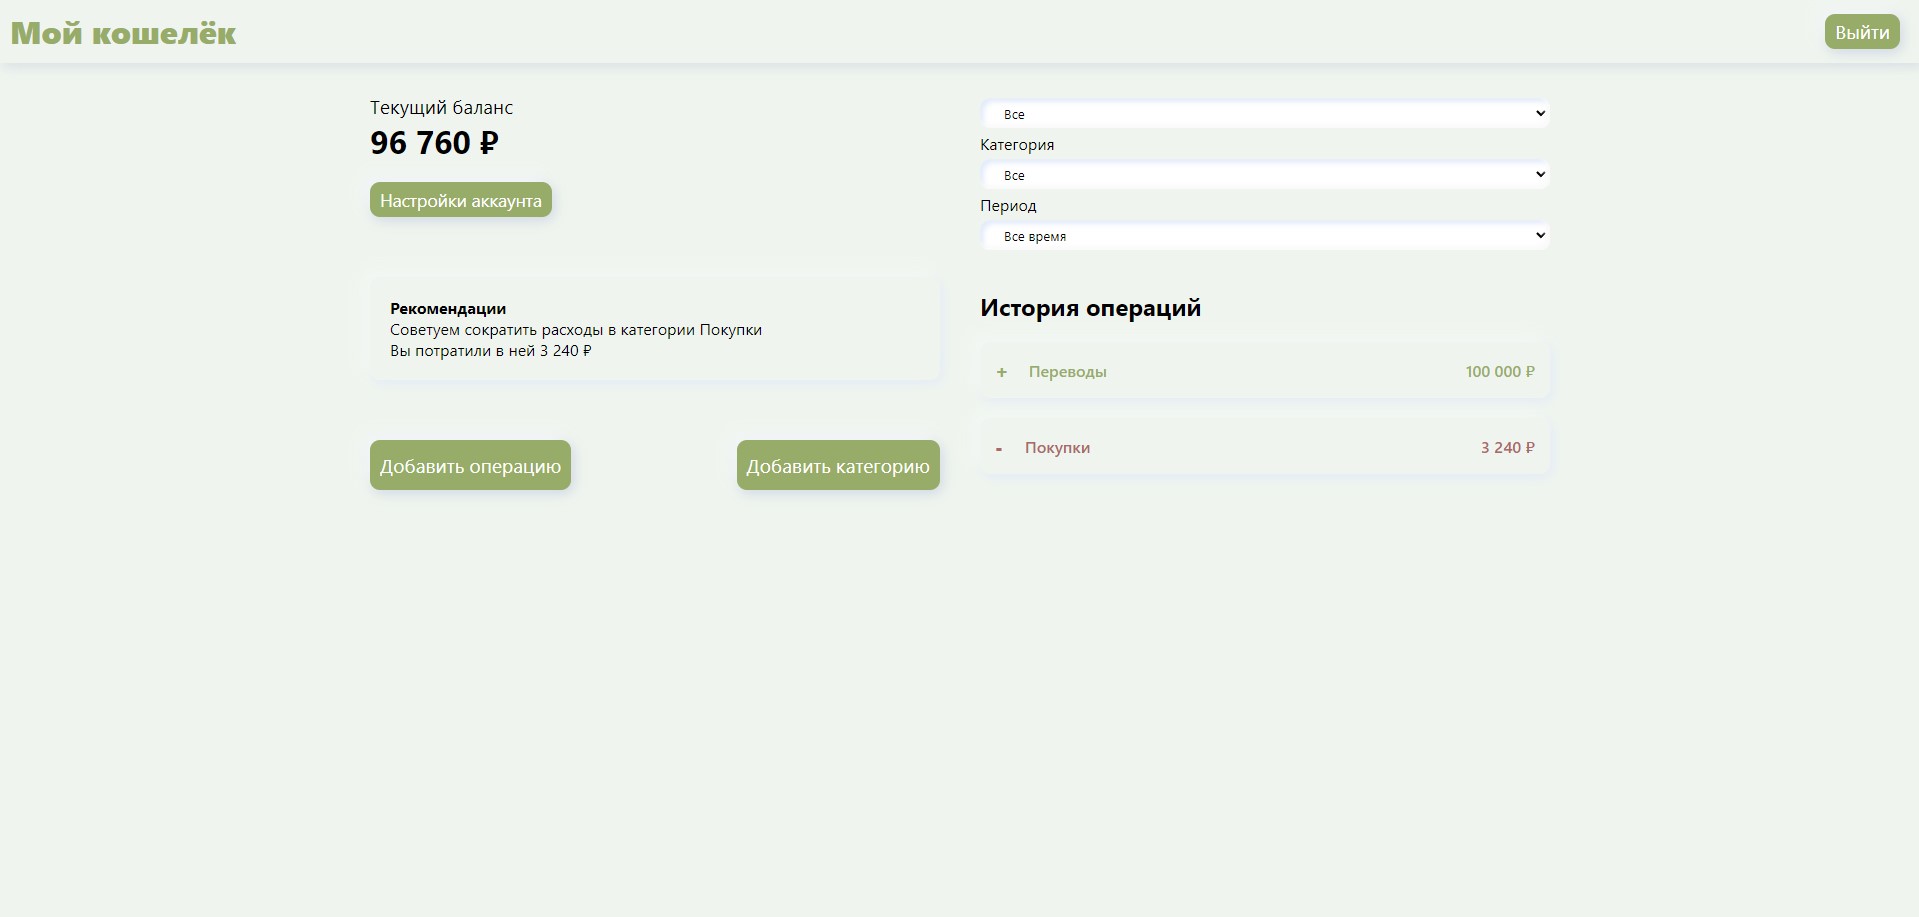 Мой кошелёк
Выйти
Текущий баланс
96 760 ₽
Настройки аккаунта
Рекомендации
Советуем сократить расходы в категории Покупки
Вы потратили в ней 3 240 ₽
Добавить операцию
Добавить категорию
Все
Категория
Все
Период
Все время
История операций
+ Переводы 100 000 ₽
- Покупки 3 240 ₽